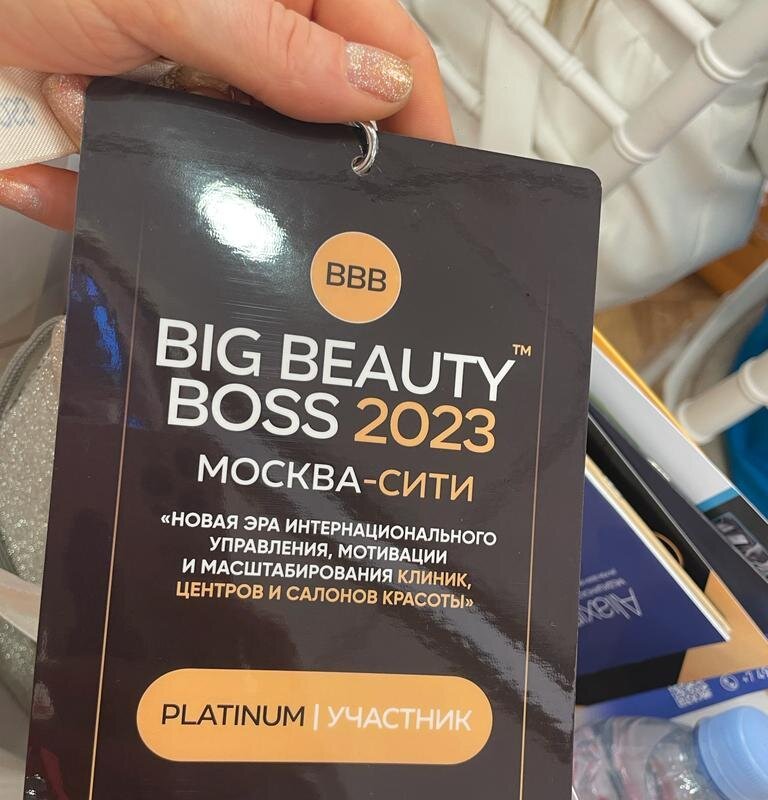 BBB
BIG BEAUTY™
BOSS 2023
МОСКВА-СИТИ
«НОВАЯ ЭРА ИНТЕРНАЦИОНАЛЬНОГО
УПРАВЛЕНИЯ, МОТИВАЦИИ
И МАСШТАБИРОВАНИЯ КЛИНИК,
ЦЕНТРОВ И САЛОНОВ КРАСОТЫ»
PLATINUM | УЧАСТНИК